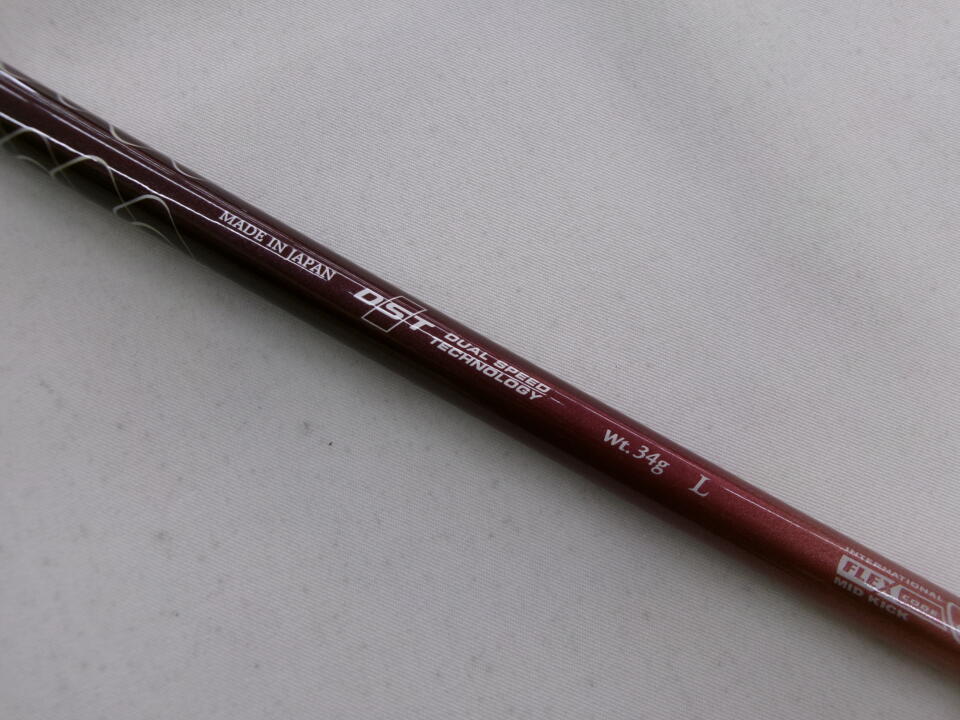 MADE IN JAPAN
DST
DUAL SPEED
TECHNOLOGY
Wt. 34g L
INTERNATIONAL
FLEX CODE
MID KICK